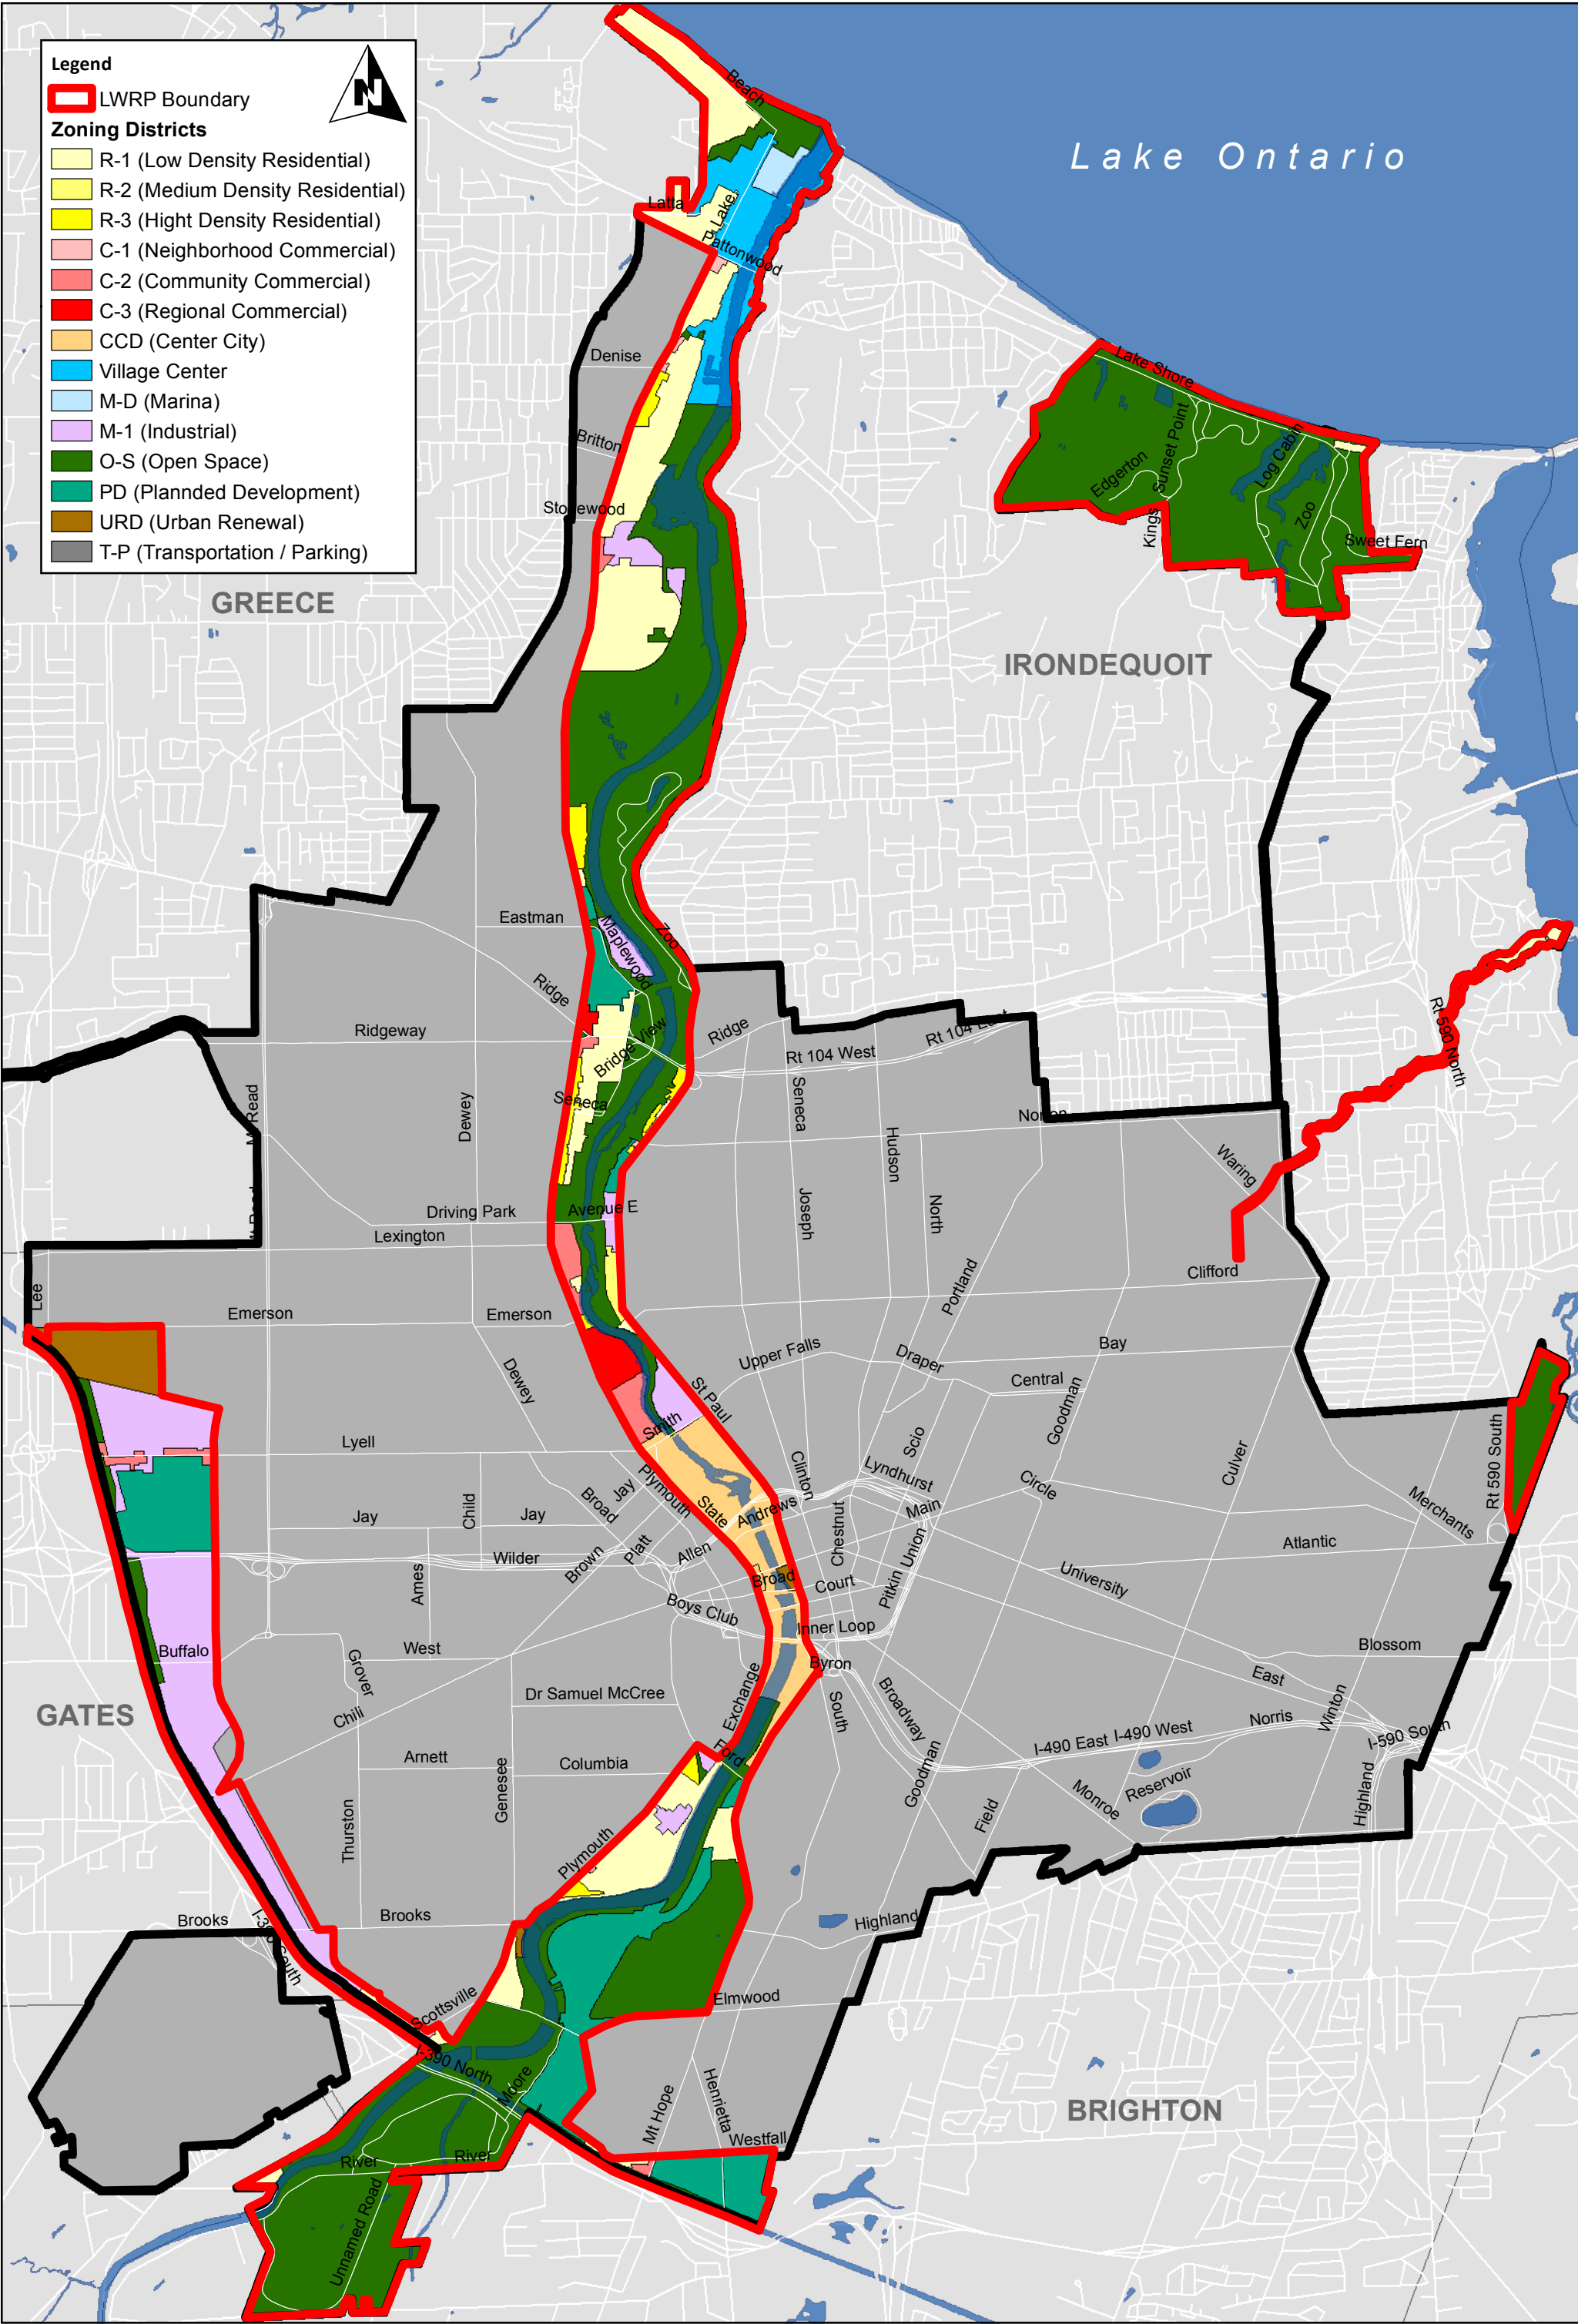 Legend
N
LWRP Boundary
Zoning Districts
R-1 (Low Density Residential)
R-2 (Medium Density Residential)
R-3 (Hight Density Residential)
C-1 (Neighborhood Commercial)
C-2 (Community Commercial)
C-3 (Regional Commercial)
CCD (Center City)
Village Center
M-D (Marina)
M-1 (Industrial)
O-S (Open Space)
PD (Plannded Development)
URD (Urban Renewal)
T-P (Transportation / Parking)
Beach
Lake Ontario
Latta
Lake
Pattonwood
Denise
Lake Shore
Britton
Edgerton
Sunset Point
Kings
Log Cabin
Zoo
Sweet Fern
Stonewood
GREECE
IRONDEQUOIT
Eastman
Maplewood
Zoo
Ridge
Ridgeway
Bridge View
Ridge
Rt 104 West
Rt 104 East
Rt 590 North
Seneca
Seneca
Dewey
Norton
Hudson
Waring
Driving Park
Avenue E
Lexington
Joseph
North
Portland
Clifford
Lee
Emerson
Emerson
Upper Falls
Draper
Bay
Dewey
St Paul
Central
Goodman
Smith
Lyell
Scio
Culver
Rt 590 South
Plymouth
Clinton
Lyndhurst
Circle
Jay
State
Andrews
Main
Merchants
Child
Jay
Jay
Broad
Chestnut
Atlantic
Wilder
Brown
Platt
Allen
Pitkin Union
Ames
Broad
Court
University
Boys Club
Inner Loop
Buffalo
West
Grover
Byron
Blossom
East
GATES
Dr Samuel McCree
Exchange
South
Broadway
Winton
Chili
Norris
I-490 East
I-490 West
I-590 South
Arnett
Columbia
Ford
Genesee
Goodman
Monroe
Reservoir
Highland
Thurston
Field
Plymouth
Brooks
Brooks
Highland
Scottsville
Elmwood
I-390 North
Moore
Mt Hope
Henrietta
BRIGHTON
Westfall
River
River
Unnamed Road